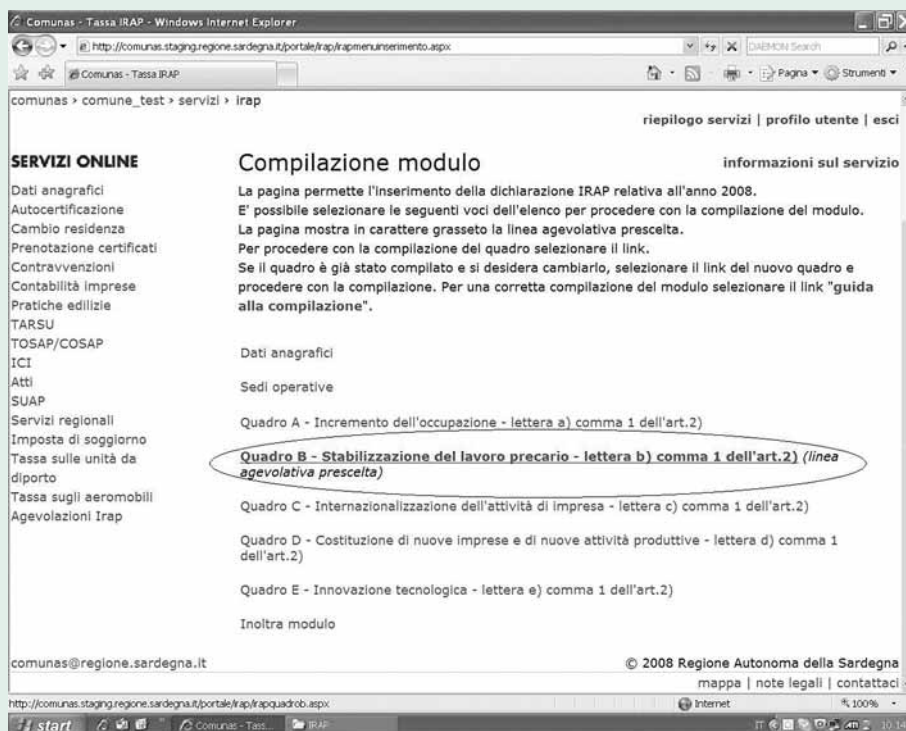 Comunas - Tassa IRAP - Windows Internet Explorer
http://comunas.staging.regione.sardegna.it/portale/irap/irapmenuinserimento.aspx
DAEMON Search
Comunas - Tassa IRAP
Pagina
Strumenti
comunas › comune_test › servizi › irap
riepilogo servizi | profilo utente | esci
SERVIZI ONLINE
Dati anagrafici
Autocertificazione
Cambio residenza
Prenotazione certificati
Contravvenzioni
Contabilità imprese
Pratiche edilizie
TARSU
TOSAP/COSAP
ICI
Atti
SUAP
Servizi regionali
Imposta di soggiorno
Tassa sulle unità da
diporto
Tassa sugli aeromobili
Agevolazioni Irap
Compilazione modulo
informazioni sul servizio
La pagina permette l'inserimento della dichiarazione IRAP relativa all'anno 2008.
E' possibile selezionare le seguenti voci dell'elenco per procedere con la compilazione del modulo.
La pagina mostra in carattere grasseto la linea agevolativa prescelta.
Per procedere con la compilazione del quadro selezionare il link.
Se il quadro è già stato compilato e si desidera cambiarlo, selezionare il link del nuovo quadro e
procedere con la compilazione. Per una corretta compilazione del modulo selezionare il link "guida
alla compilazione".
Dati anagrafici
Sedi operative
Quadro A - Incremento dell'occupazione - lettera a) comma 1 dell'art.2)
Quadro B - Stabilizzazione del lavoro precario - lettera b) comma 1 dell'art.2) (linea
agevolativa prescelta)
Quadro C - Internazionalizzazione dell'attività di impresa - lettera c) comma 1 dell'art.2)
Quadro D - Costituzione di nuove imprese e di nuove attività produttive - lettera d) comma 1
dell'art.2)
Quadro E - Innovazione tecnologica - lettera e) comma 1 dell'art.2)
Inoltra modulo
comunas@regione.sardegna.it
© 2008 Regione Autonoma della Sardegna
mappa | note legali | contattaci
http://comunas.staging.regione.sardegna.it/portale/irap/irapquadrob.aspx
Internet
100%
start
Comunas - Tass...
IRAP
IT
10.14